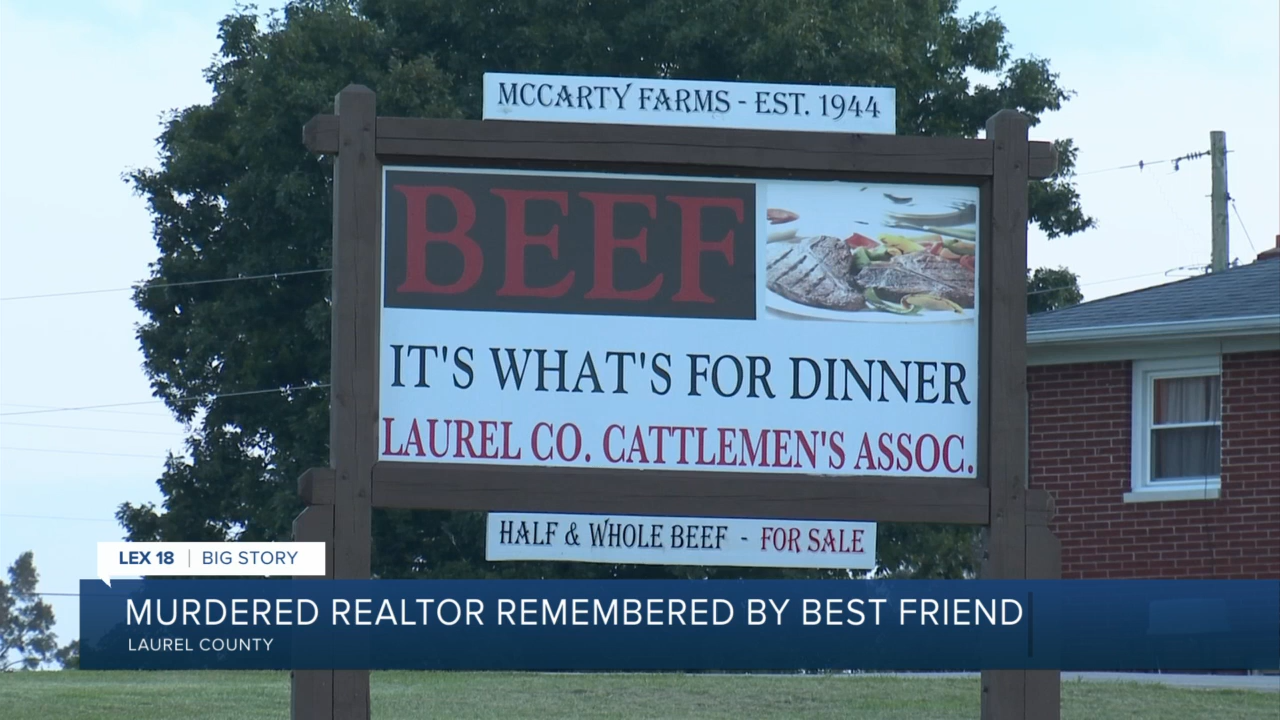 MCCARTY FARMS - EST. 1944
BEEF
IT'S WHAT'S FOR DINNER
LAUREL CO. CATTLEMEN'S ASSOC.
HALF & WHOLE BEEF - FOR SALE
LEX 18 | BIG STORY
MURDERED REALTOR REMEMBERED BY BEST FRIEND
LAUREL COUNTY